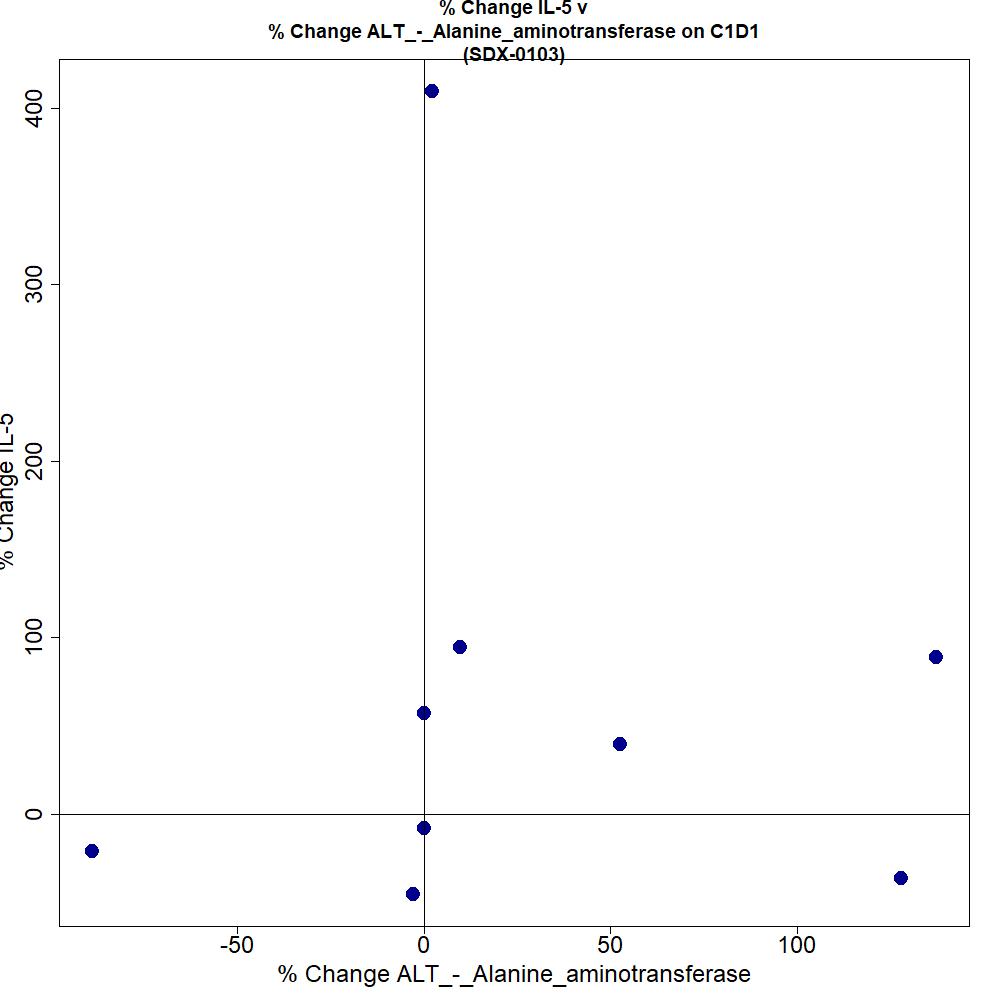 % Change IL-5 v
% Change ALT_-_Alanine_aminotransferase on C1D1
(SDX-0103)
400
300
200
100
0
% Change IL-5
-50
0
50
100
% Change ALT_-_Alanine_aminotransferase